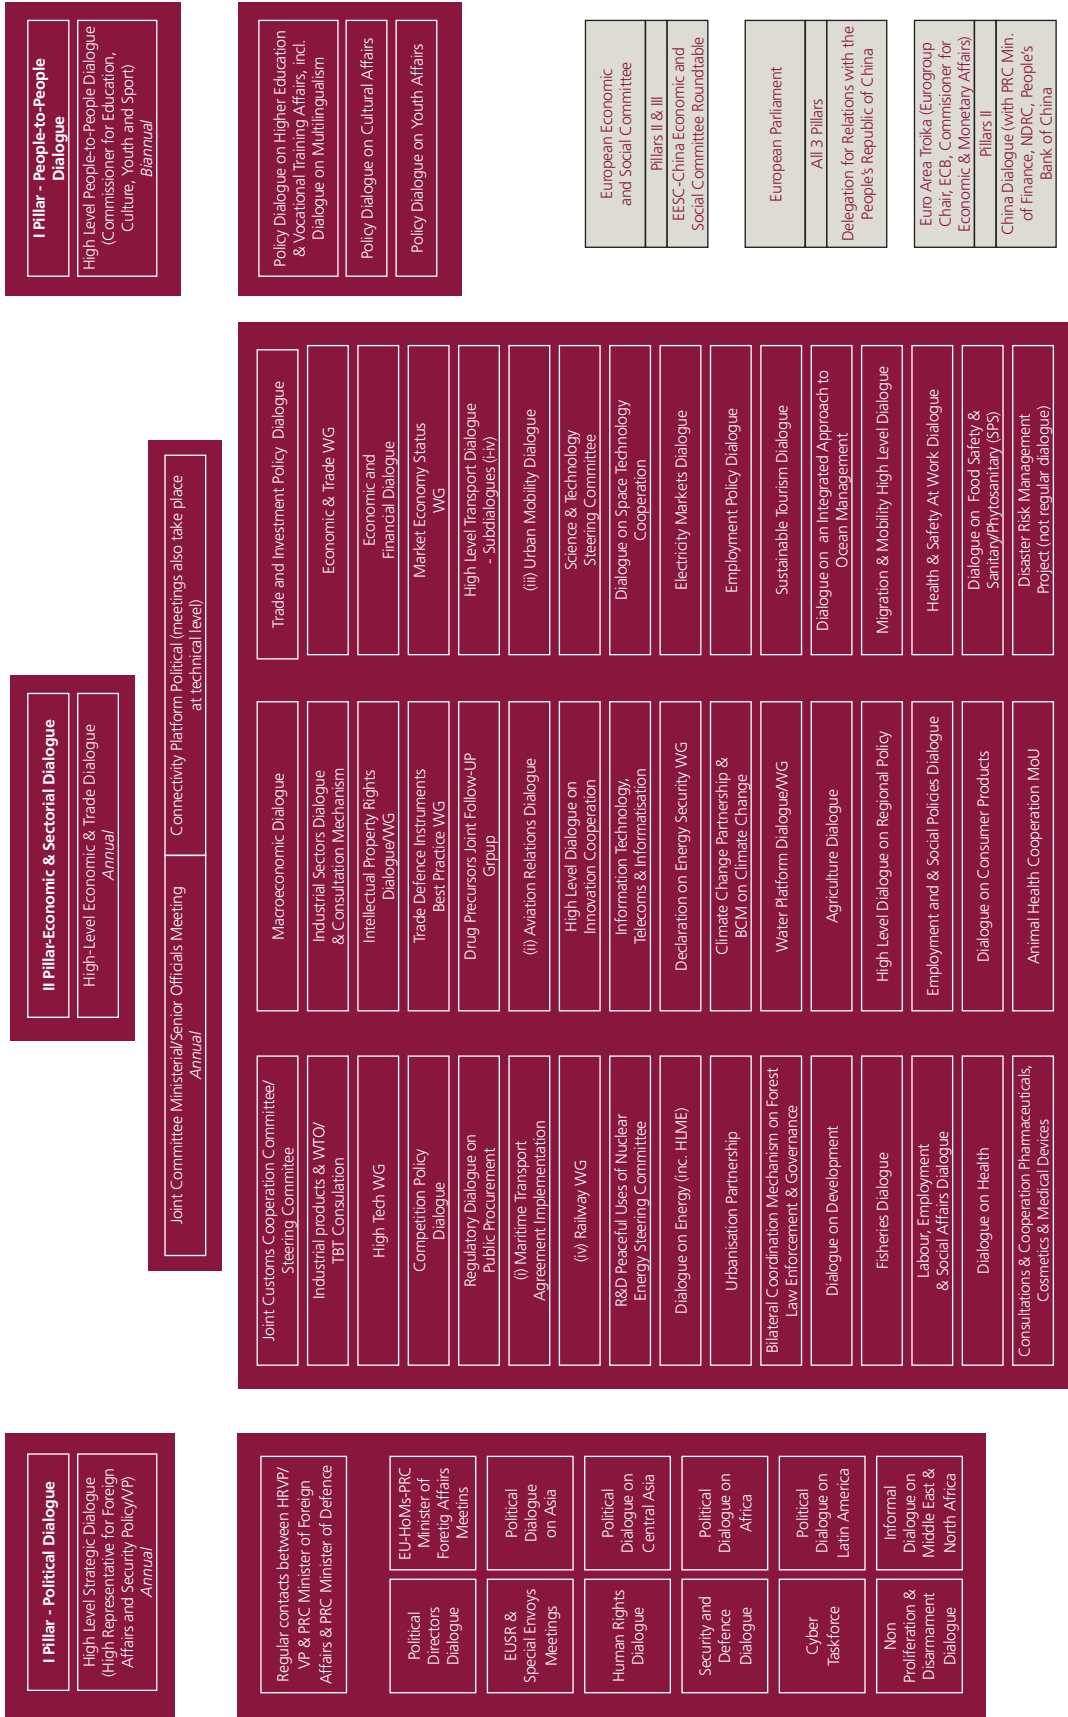 I Pillar - Political Dialogue
High Level Strategic Dialogue
(High Representative for Foreign
Affairs and Security Policy/VP)
Annual
Regular contacts between HRVP/
VP & PRC Minister of Foreign
Affairs & PRC Minister of Defence
Political
Directors
Dialogue
EU-HoMs-PRC
Minister of
Foretig Affairs
Meetins
EUSR &
Special Envoys
Meetings
Political
Dialogue
on Asia
Human Rights
Dialogue
Political
Dialogue on
Central Asia
Security and
Defence
Dialogue
Political
Dialogue on
Africa
Cyber
Taskforce
Political
Dialogue on
Latin America
Non
Proliferation &
Disarmament
Dialogue
Informal
Dialogue on
Middle East &
North Africa
II Pillar-Economic & Sectorial Dialogue
High-Level Economic & Trade Dialogue
Annual
Joint Committee Ministerial/Senior Officials Meeting
Annual
Connectivity Platform Political (meetings also take place
at technical level)
Joint Customs Cooperation Committee/
Steering Commitee
Macroeconomic Dialogue
Trade and Investment Policy  Dialogue
Industrial products & WTO/
TBT Consulation
Industrial Sectors Dialogue
& Consultation Mechanism
Economic & Trade WG
High Tech WG
Intellectual Property Rights
Dialogue/WG
Economic and
Financial Dialogue
Competition Policy
Dialogue
Trade Defence Instruments
Best Practice WG
Market Economy Status
WG
Regulatory Dialogue on
Public Procurement
Drug Precursors Joint Follow-UP
Grpup
High Level Transport Dialogue
- Subdialogues (i-iv)
(i) Maritime Transport
Agreement Implementation
(ii) Aviation Relations Dialogue
(iii) Urban Mobility Dialogue
(iv) Railway WG
High Level Dialogue on
Innovation Cooperation
Science & Technology
Steering Committee
R&D Peaceful Uses of Nuclear
Energy Steering Committee
Information Technology,
Telecoms & Informatisation
Dialogue on Space Technology
Cooperation
Dialogue on Energy (inc. HLME)
Declaration on Energy Security WG
Electricity Markets Dialogue
Urbanisation Partnership
Climate Change Partnership &
BCM on Climate Change
Employment Policy Dialogue
Bilateral Coordination Mechanism on Forest
Law Enforcement & Governance
Water Platform Dialogue/WG
Sustainable Tourism Dialogue
Dialogue on Development
Agriculture Dialogue
Dialogue on  an Integrated Approach to
Ocean Management
Fisheries Dialogue
High Level Dialogue on Regional Policy
Migration & Mobility High Level Dialogue
Labour, Employment
& Social Affairs Dialogue
Employment and & Social Policies Dialogue
Health & Safety At Work Dialogue
Dialogue on Health
Dialogue on Consumer Products
Dialogue on  Food Safety &
Sanitary/Phytosanitary (SPS)
Consultations & Cooperation Pharmaceuticals,
Cosmetics & Medical Devices
Animal Health Cooperation MoU
Disaster Risk Management
Project (not regular dialogue)
I Pillar - People-to-People
Dialogue
High Level People-to-People Dialogue
(Commissioner for Education,
Culture, Youth and Sport)
Biannual
Policy Dialogue on Higher Education
& Vocational Training Affairs, incl.
Dialogue on Multilingualism
Policy Dialogue on Cultural Affairs
Policy Dialogue on Youth Affairs
European Economic
and Social Committee
Pillars II & III
EESC-China Economic and
Social Committee Roundtable
European Parliament
All 3 Pillars
Delegation for Relations with the
People's Republic of China
Euro Area Troika (Eurogroup
Chair, ECB, Commisioner for
Economic & Monetary Affairs)
Pillars II
China Dialogue (with PRC Min.
of Finance, NDRC, People's
Bank of China